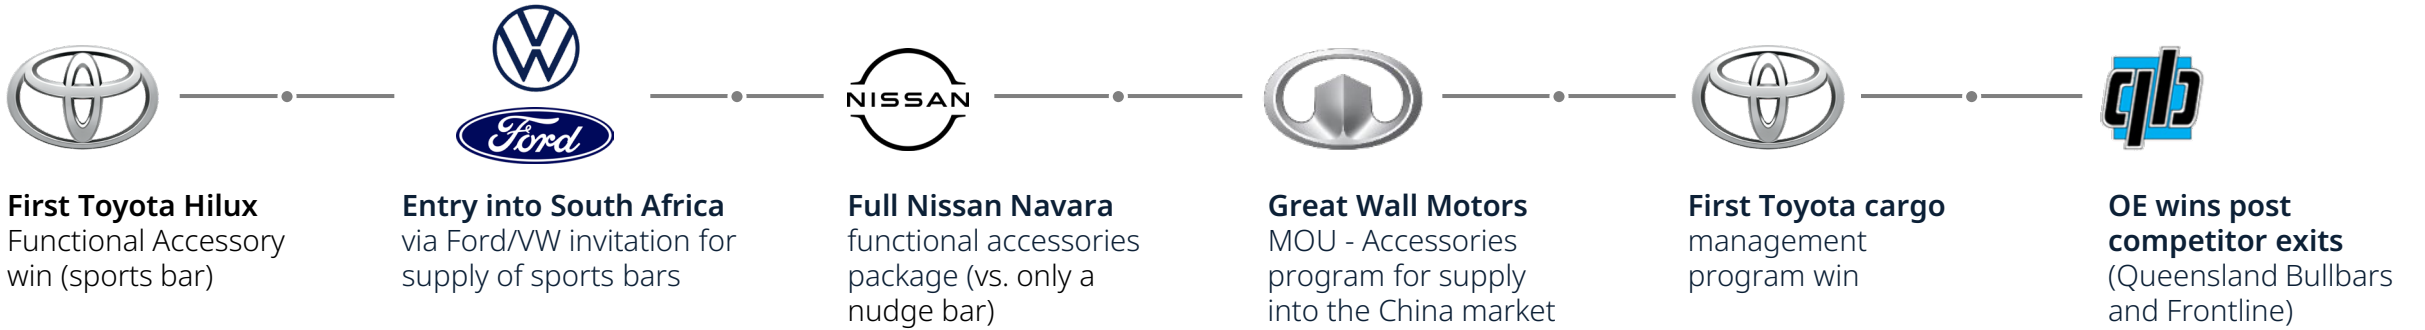 NISSAN
Ford
qb
First Toyota Hilux
Functional Accessory
win (sports bar)
Entry into South Africa
via Ford/VW invitation for
supply of sports bars
Full Nissan Navara
functional accessories
package (vs. only a
nudge bar)
Great Wall Motors
MOU - Accessories
program for supply
into the China market
First Toyota cargo
management
program win
OE wins post
competitor exits
(Queensland Bullbars
and Frontline)